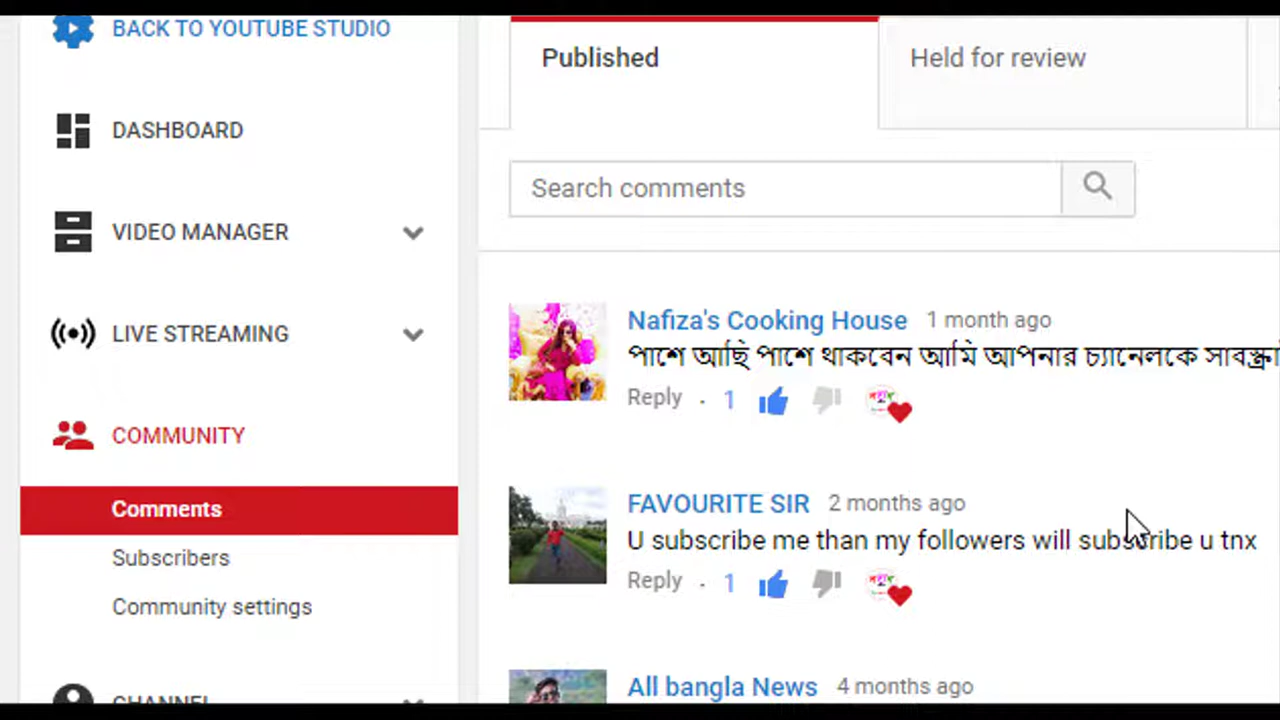 BACK TO YOUTUBE STUDIO
DASHBOARD
VIDEO MANAGER
LIVE STREAMING
COMMUNITY
Comments
Subscribers
Community settings
CHANNEL
Published
Held for review
Search comments
Nafiza's Cooking House 1 month ago
পাশে আছি পাশে থাকবেন আমি আপনার চ্যানেলকে
Reply . 1
FAVOURITE SIR 2 months ago
U subscribe me than my followers will subscribe u tnx
Reply . 1
All bangla News 4 months ago